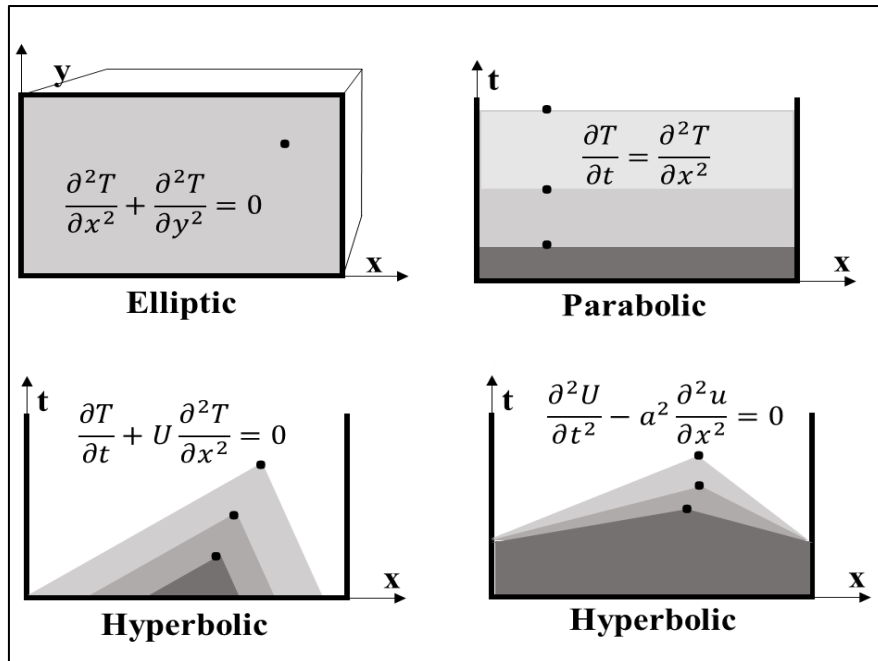 y
∂²T/∂x² + ∂²T/∂y² = 0
x
Elliptic
t
∂T/∂t = ∂²T/∂x²
x
Parabolic
t
∂T/∂t + U ∂²T/∂x² = 0
x
Hyperbolic
t
∂²U/∂t² − a² ∂²u/∂x² = 0
x
Hyperbolic